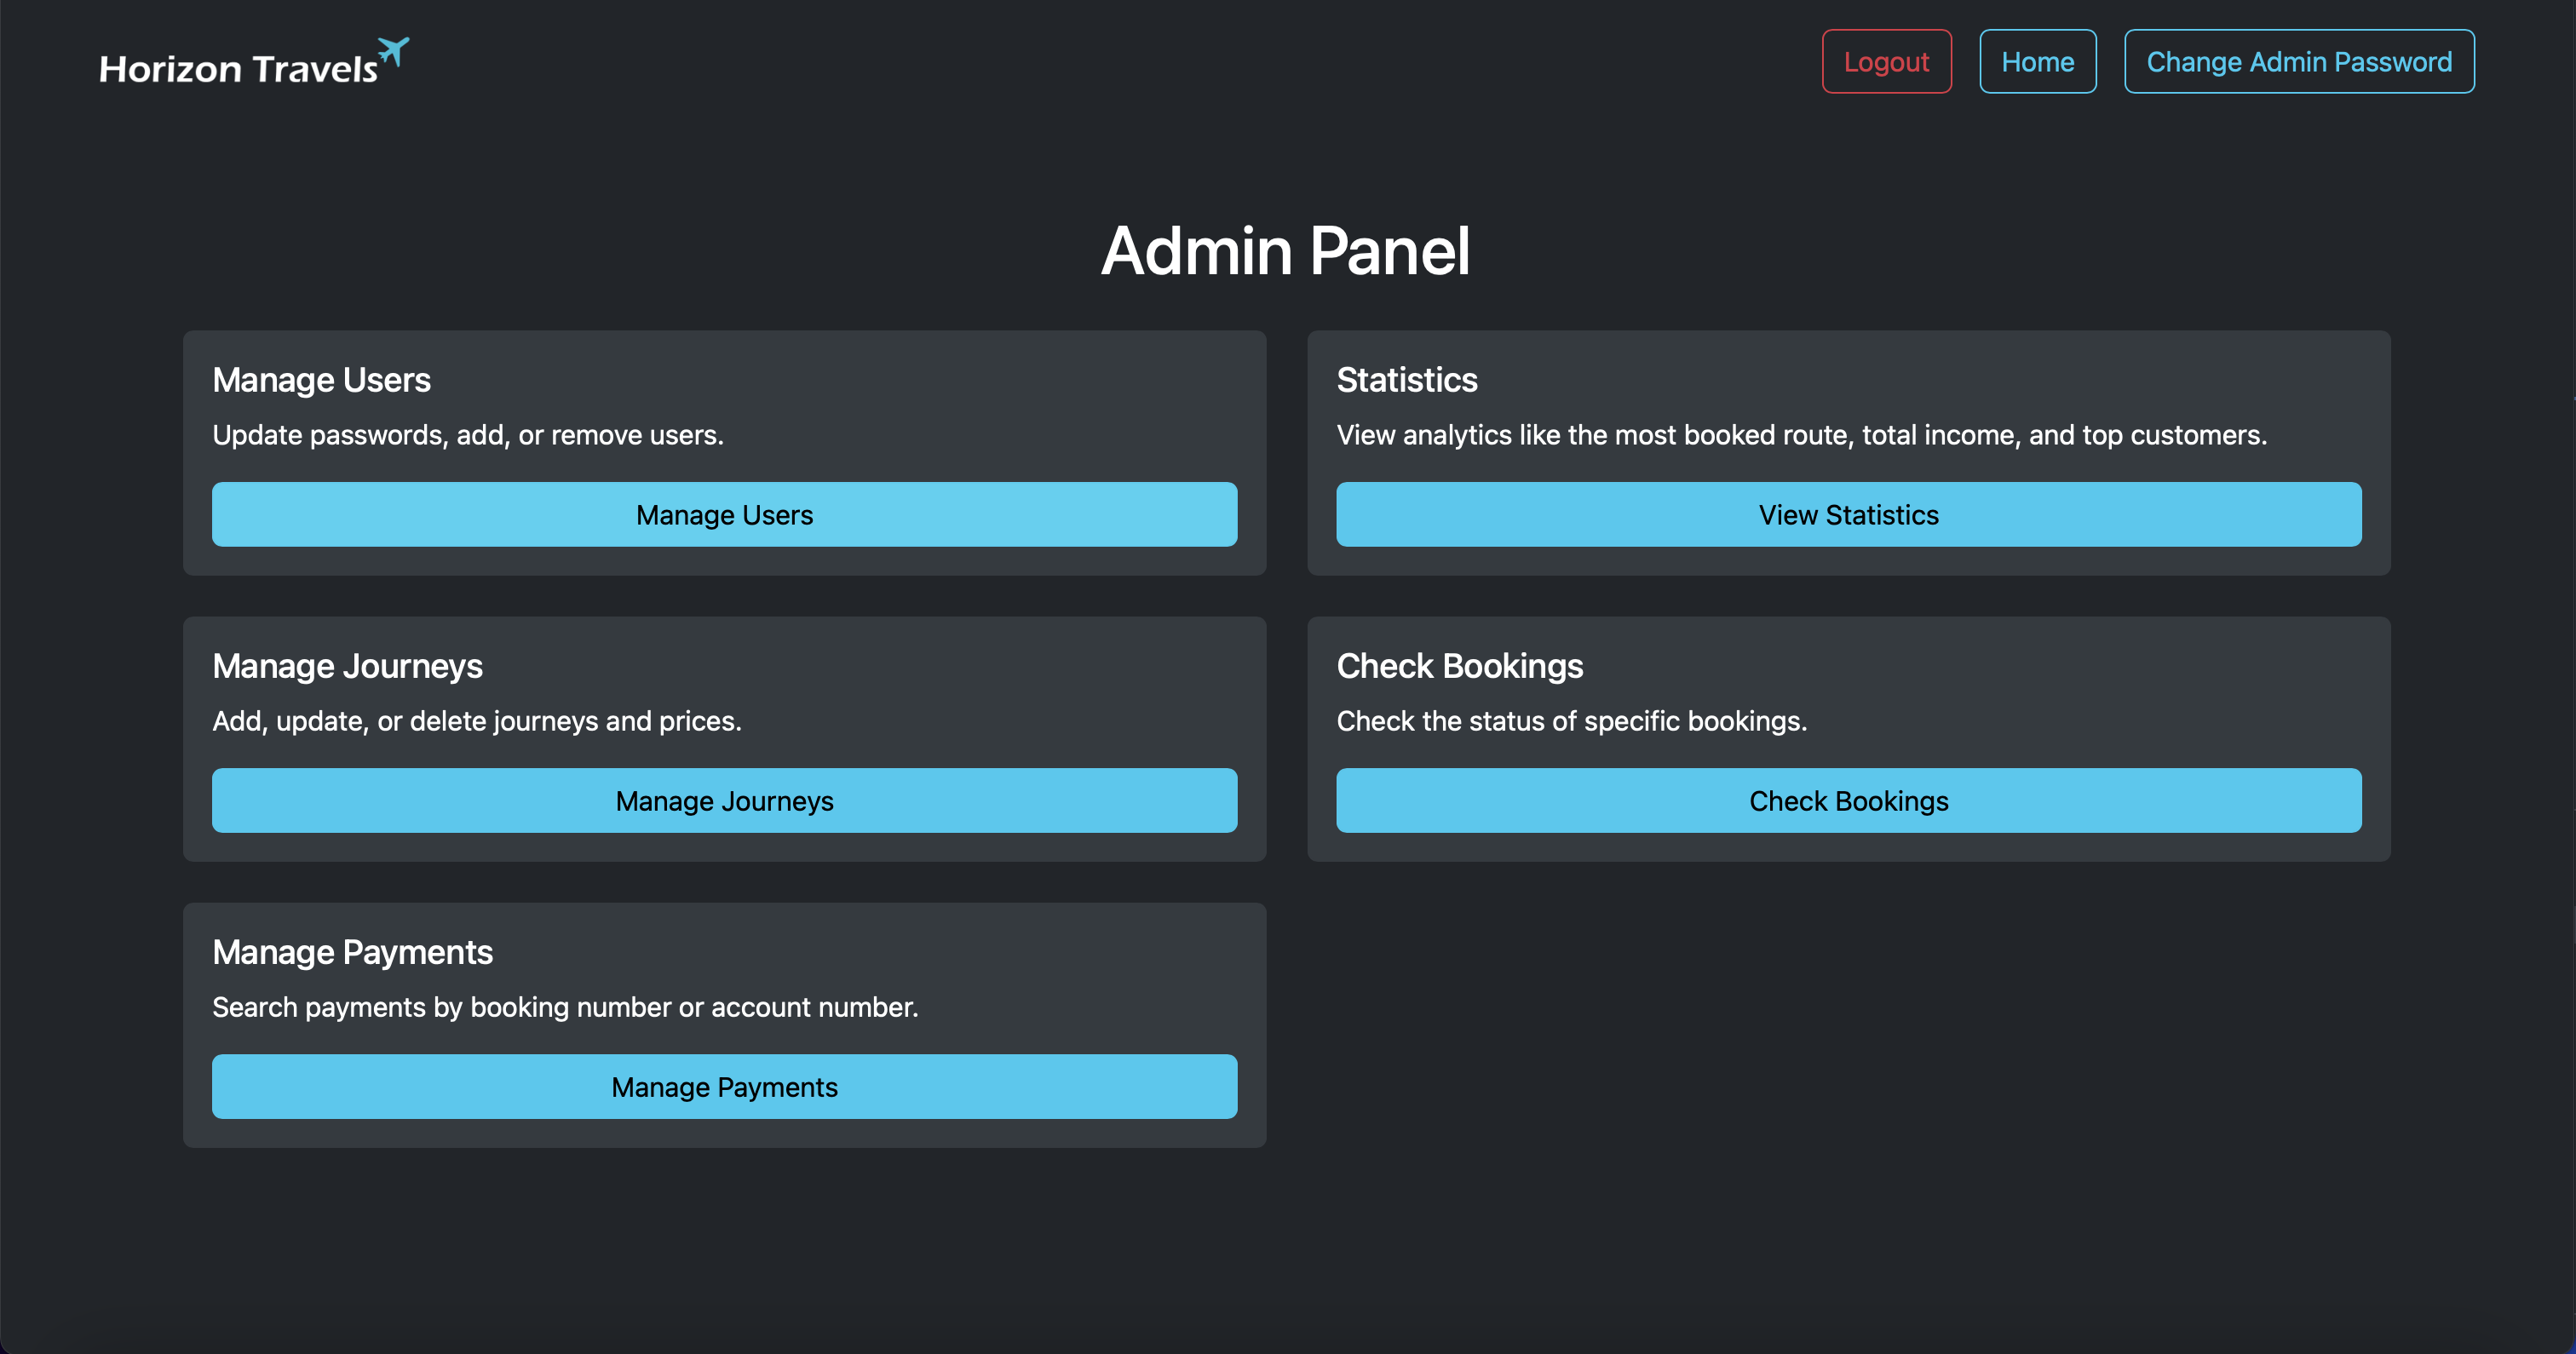 Horizon Travels
Logout
Home
Change Admin Password
Admin Panel
Manage Users
Update passwords, add, or remove users.
Manage Users
Statistics
View analytics like the most booked route, total income, and top customers.
View Statistics
Manage Journeys
Add, update, or delete journeys and prices.
Manage Journeys
Check Bookings
Check the status of specific bookings.
Check Bookings
Manage Payments
Search payments by booking number or account number.
Manage Payments